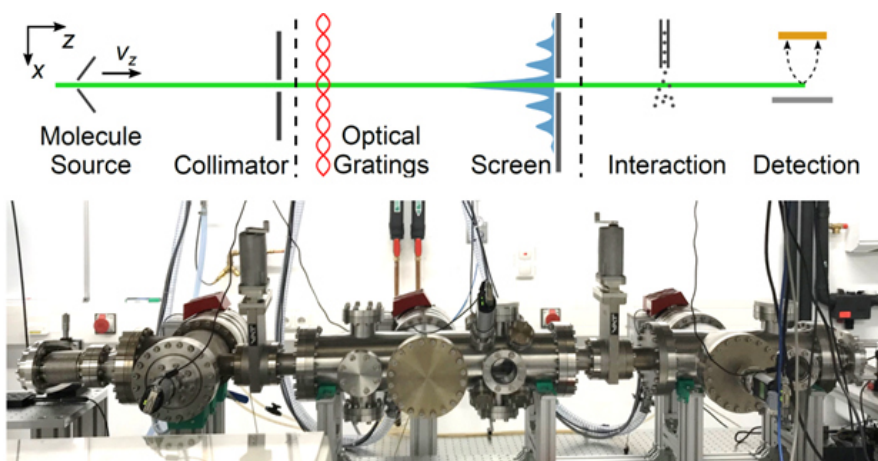 z
x
v_z
Molecule
Source
Collimator
Optical
Gratings
Screen
Interaction
Detection